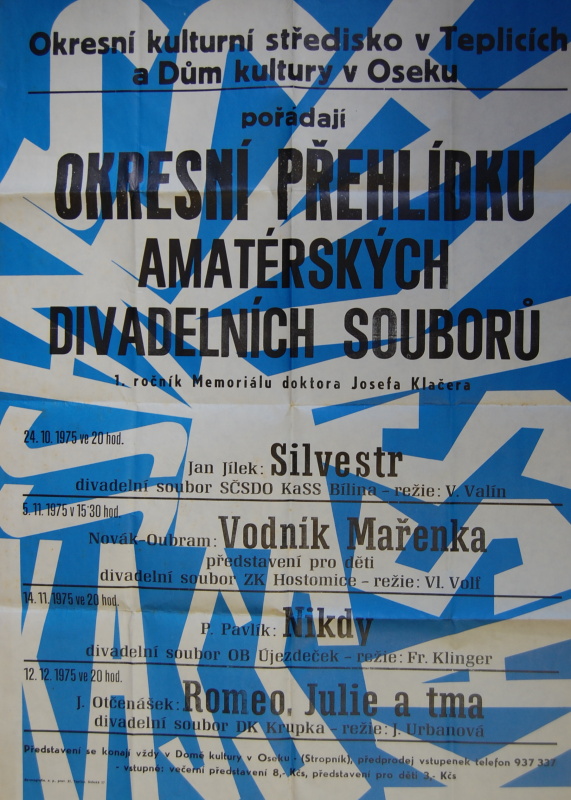 Okresní kulturní středisko v Teplicích
a Dům kultury v Oseku
pořádají
OKRESNÍ PŘEHLÍDKU
AMATÉRSKÝCH
DIVADELNÍCH SOUBORŮ
1. ročník Memoriálu doktora Josefa Klačera
24. 10. 1975 ve 20 hod.
Jan Jílek: Silvestr
divadelní soubor SČSDO KaSS Bílina – režie: V. Valín
5. 11. 1975 v 15·30 hod.
Novák-Oubram: Vodník Mařenka
představení pro děti
divadelní soubor ZK Hostomice – režie: Vl. Volf
14. 11. 1975 ve 20 hod.
P. Pavlík: Nikdy
divadelní soubor OB Újezdeček – režie: Fr. Klinger
12. 12. 1975 ve 20 hod.
J. Otčenášek: Romeo, Julie a tma
divadelní soubor DK Krupka – režie: J. Urbanová
Představení se konají vždy v Domě kultury v Oseku - (Stropník), předprodej vstupenek telefon 937 337
- vstupné: večerní představení 8,- Kčs, představení pro děti 3,- Kčs